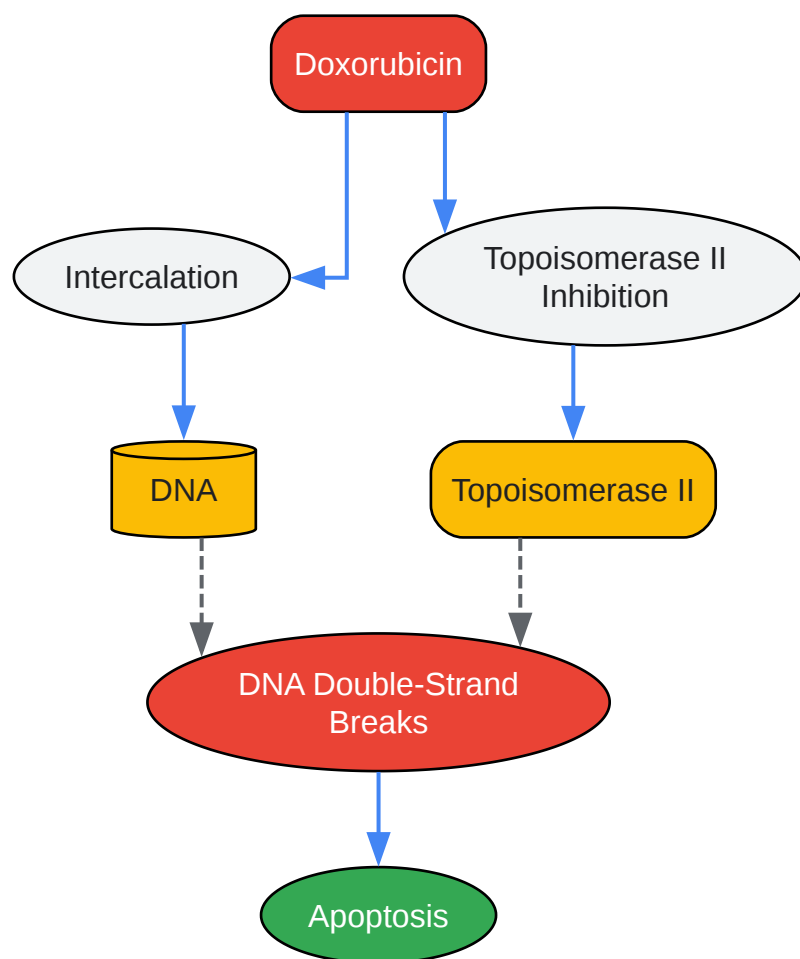 Doxorubicin
Intercalation
Topoisomerase II
Inhibition
DNA
Topoisomerase II
DNA Double-Strand
Breaks
Apoptosis